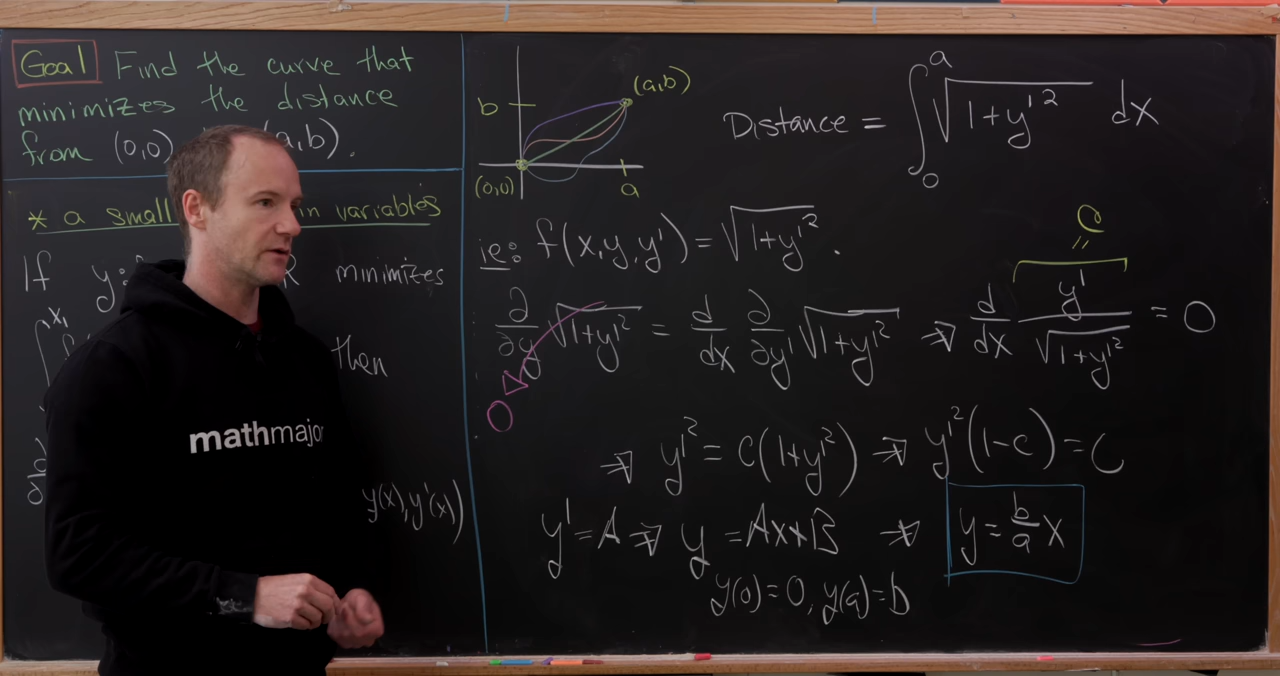 Goal Find the curve that
minimizes the distance
from (0,0) a,b).
* a small in variables
If y: R minimizes
∫ x₁
then
∂
y(x), y'(x))
b
(a,b)
(0,0)
a
Distance = ∫₀ᵃ √(1+y'²) dx
ie: f(x,y,y') = √(1+y'²).
∂/∂y √(1+y'²) = d/dx ∂/∂y' √(1+y'²) ⇒ d/dx y'/√(1+y'²) = 0
C
"
0
⇒ y'² = c(1+y'²) ⇒ y'²(1-c) = C
y' = A ⇒ y = Ax+B ⇒ y = b/a x
y(0)=0, y(a)=b
mathmajor